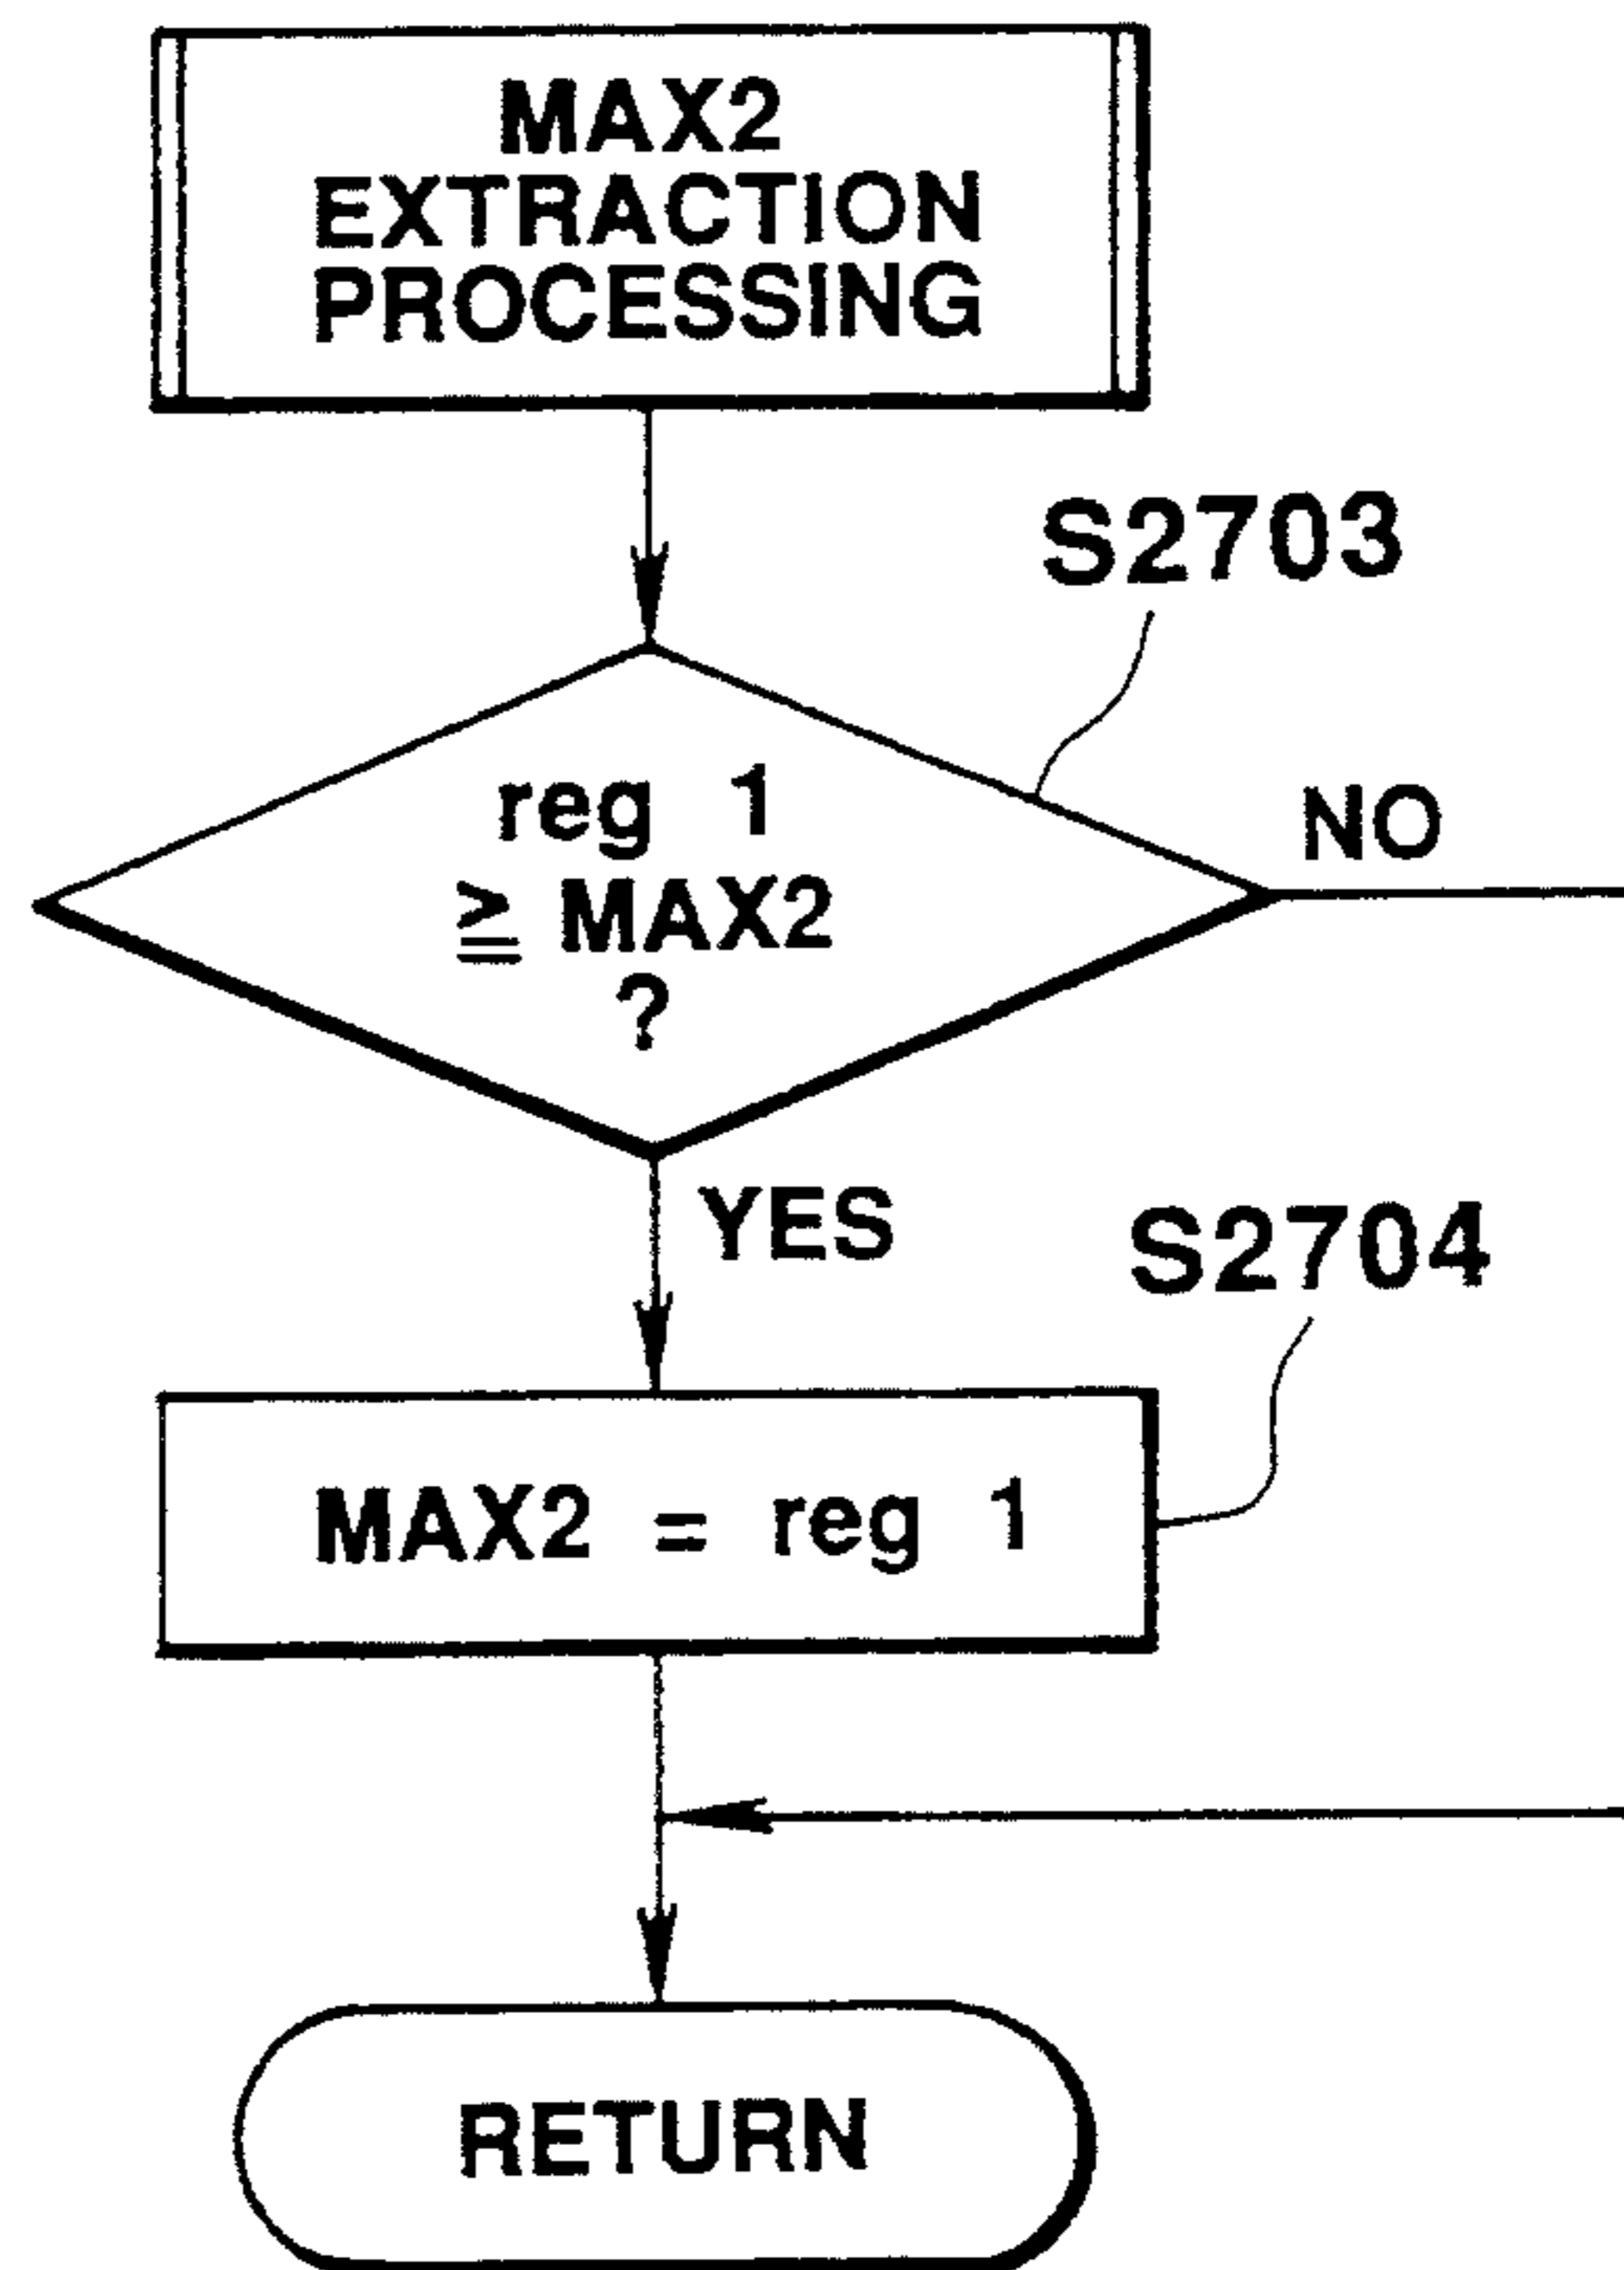 MAX2
EXTRACTION
PROCESSING
S2703
reg 1
≧ MAX2
?
NO
YES
S2704
MAX2 = reg 1
RETURN